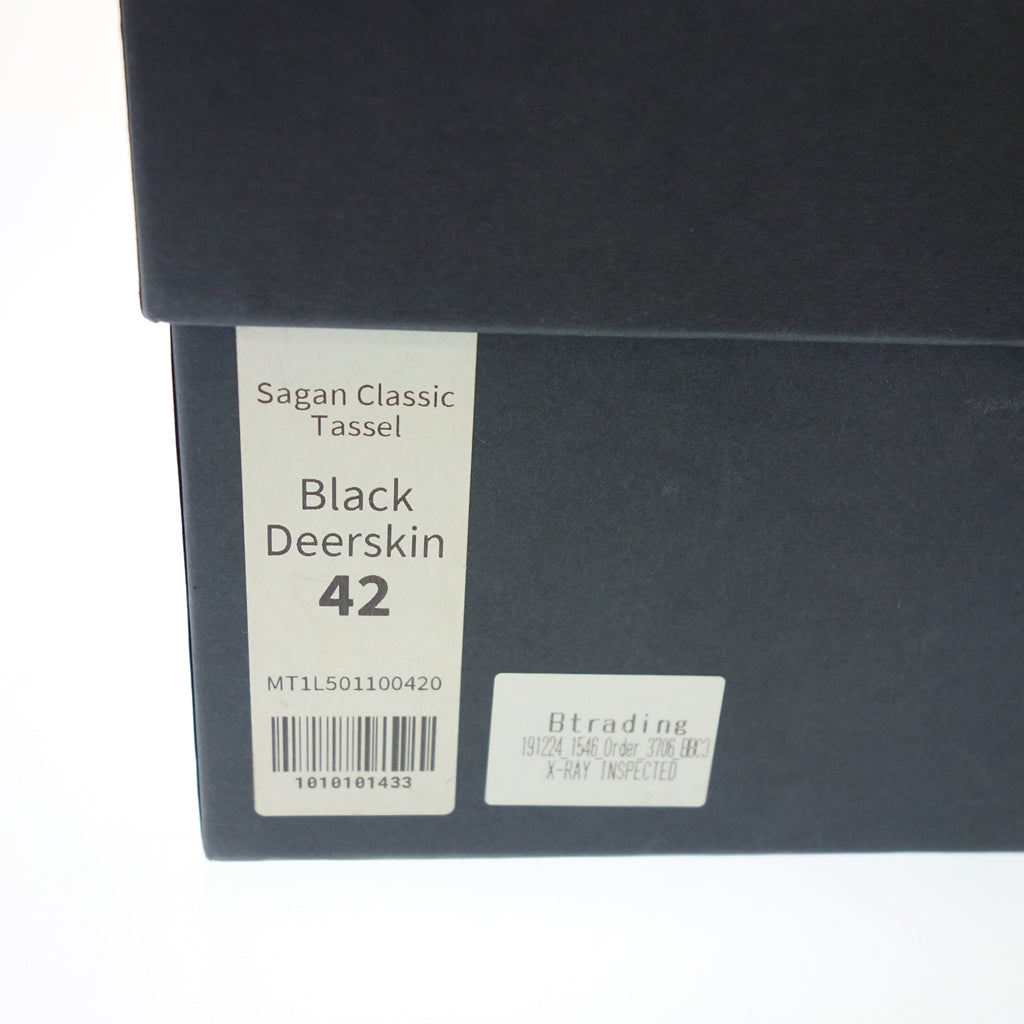 Sagan Classic
Tassel
Black
Deerskin
42
MT1L501100420
1010101433
Btrading
191224_1546_Order_3706_BBC3
X-RAY INSPECTED